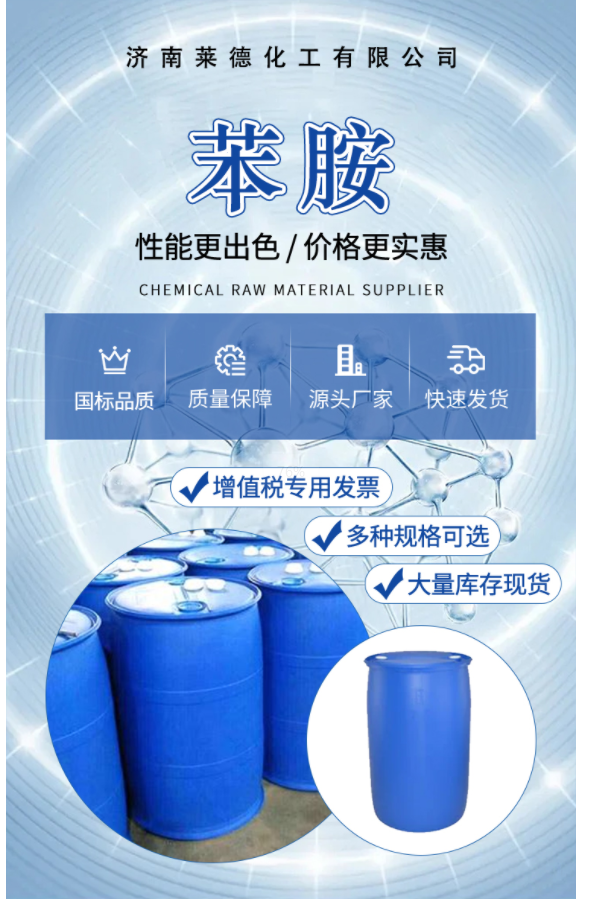 济南莱德化工有限公司
苯胺
性能更出色/价格更实惠
CHEMICAL RAW MATERIAL SUPPLIER
国标品质 质量保障 源头厂家 快速发货
增值税专用发票
多种规格可选
大量库存现货